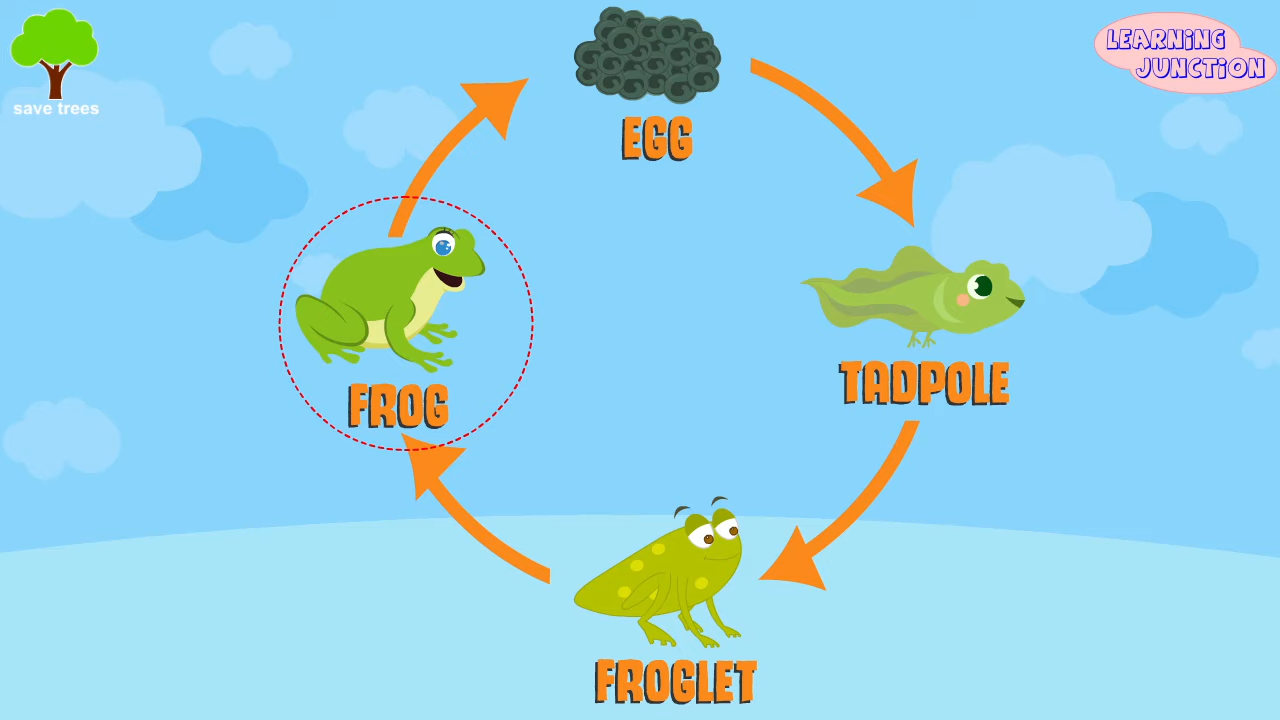 save trees
LEARNING
JUNCTION
EGG
TADPOLE
FROG
FROGLET